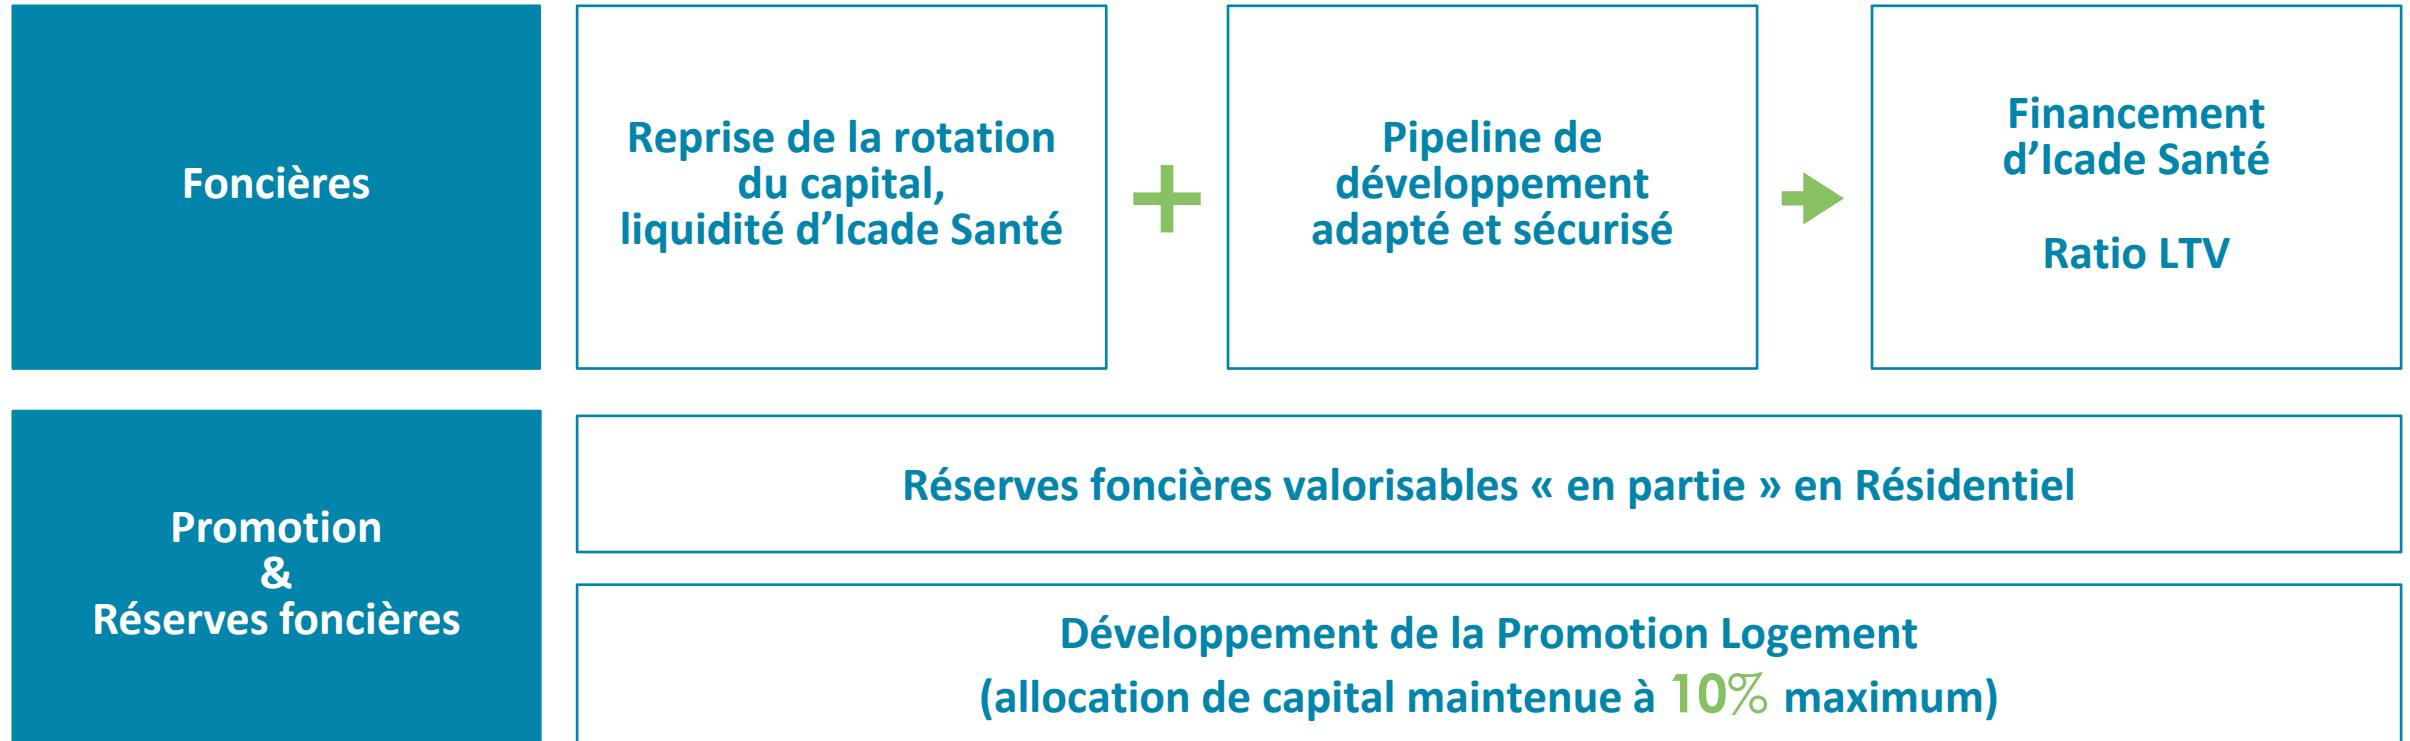 Foncières
Reprise de la rotation
du capital,
liquidité d’Icade Santé
+
Pipeline de
développement
adapté et sécurisé
Financement
d’Icade Santé
Ratio LTV
Promotion
&
Réserves foncières
Réserves foncières valorisables « en partie » en Résidentiel
Développement de la Promotion Logement
(allocation de capital maintenue à 10% maximum)